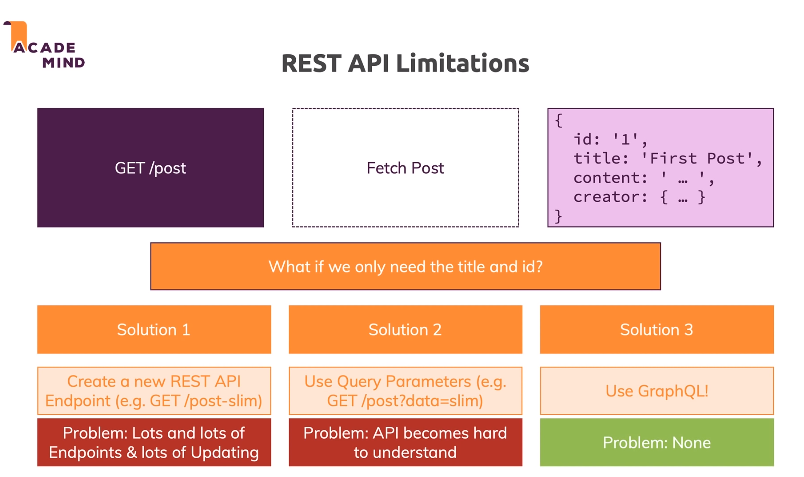 ACADE
MIND
REST API Limitations
GET /post
Fetch Post
{
id: '1',
title: 'First Post',
content: ' … ',
creator: { … }
}
What if we only need the title and id?
Solution 1
Solution 2
Solution 3
Create a new REST API
Endpoint (e.g. GET /post-slim)
Use Query Parameters (e.g.
GET /post?data=slim)
Use GraphQL!
Problem: Lots and lots of
Endpoints & lots of Updating
Problem: API becomes hard
to understand
Problem: None